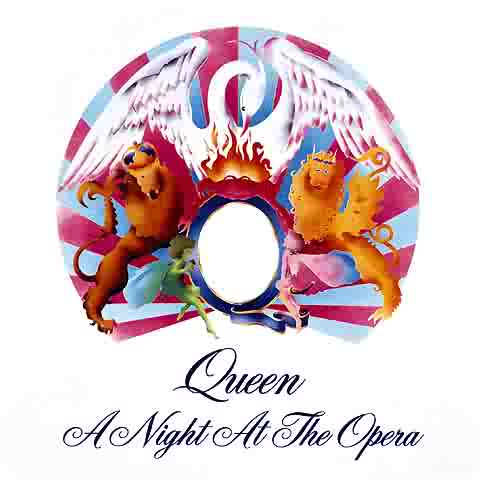 Queen
A Night At The Opera